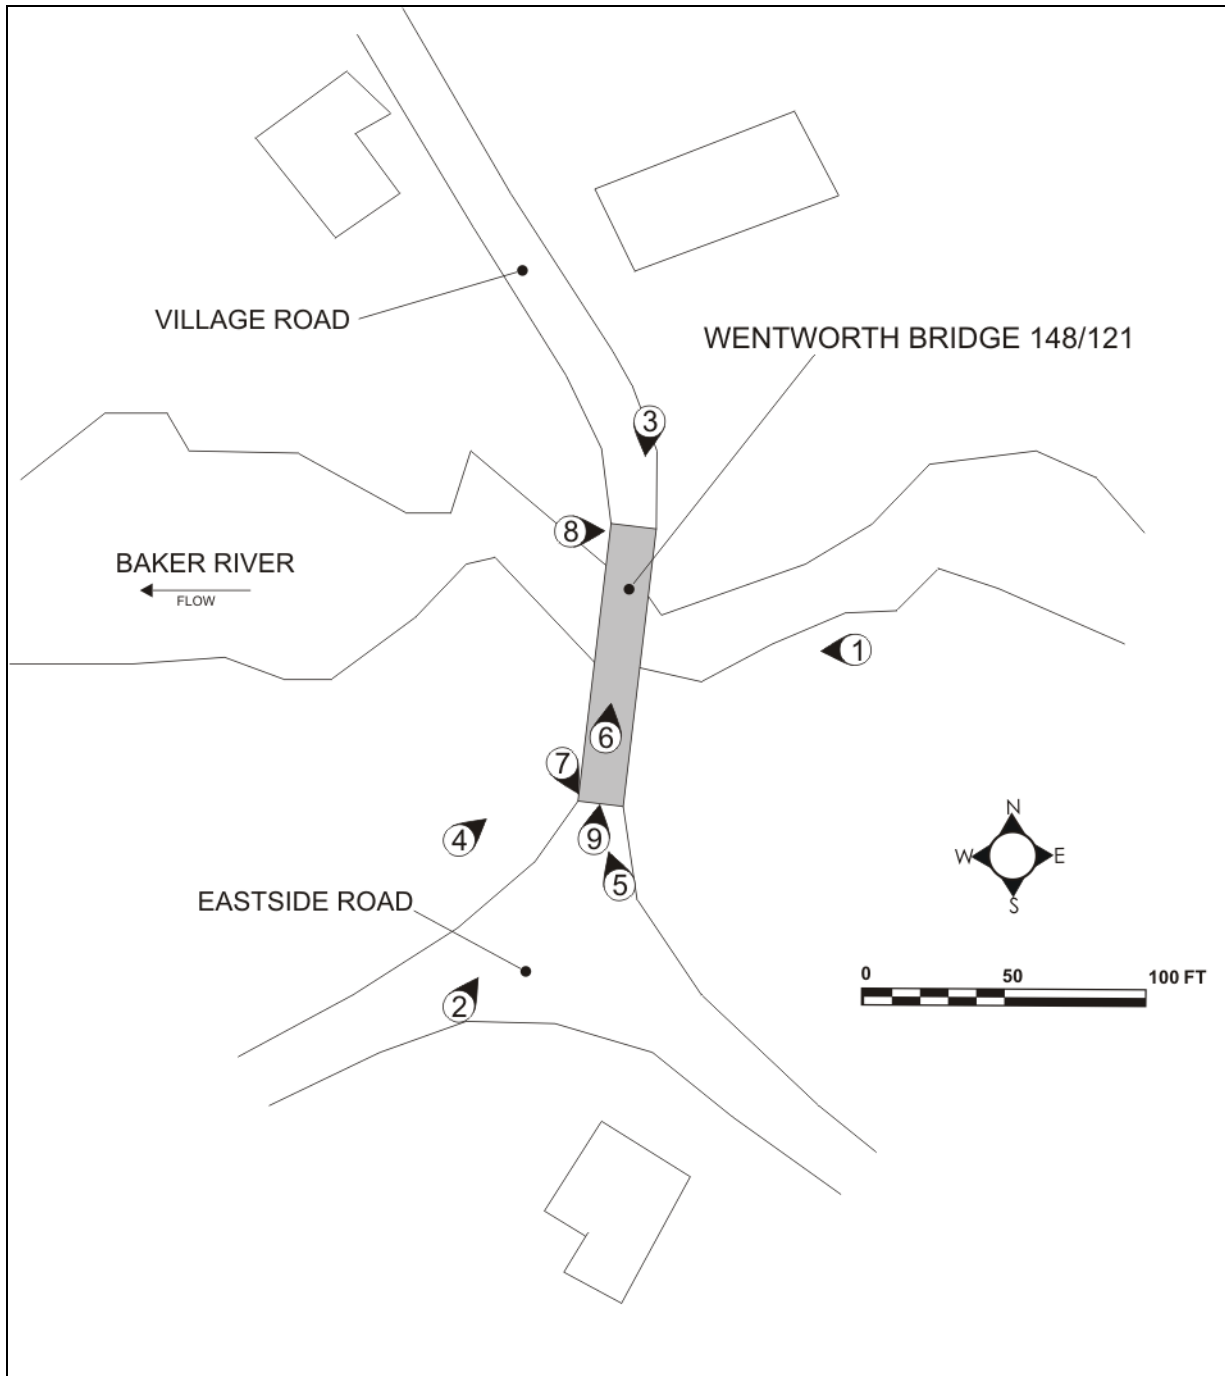 VILLAGE ROAD
WENTWORTH BRIDGE 148/121
3
8
BAKER RIVER
FLOW
1
6
7
4
9
5
N
W E
S
EASTSIDE ROAD
0 50 100 FT
2